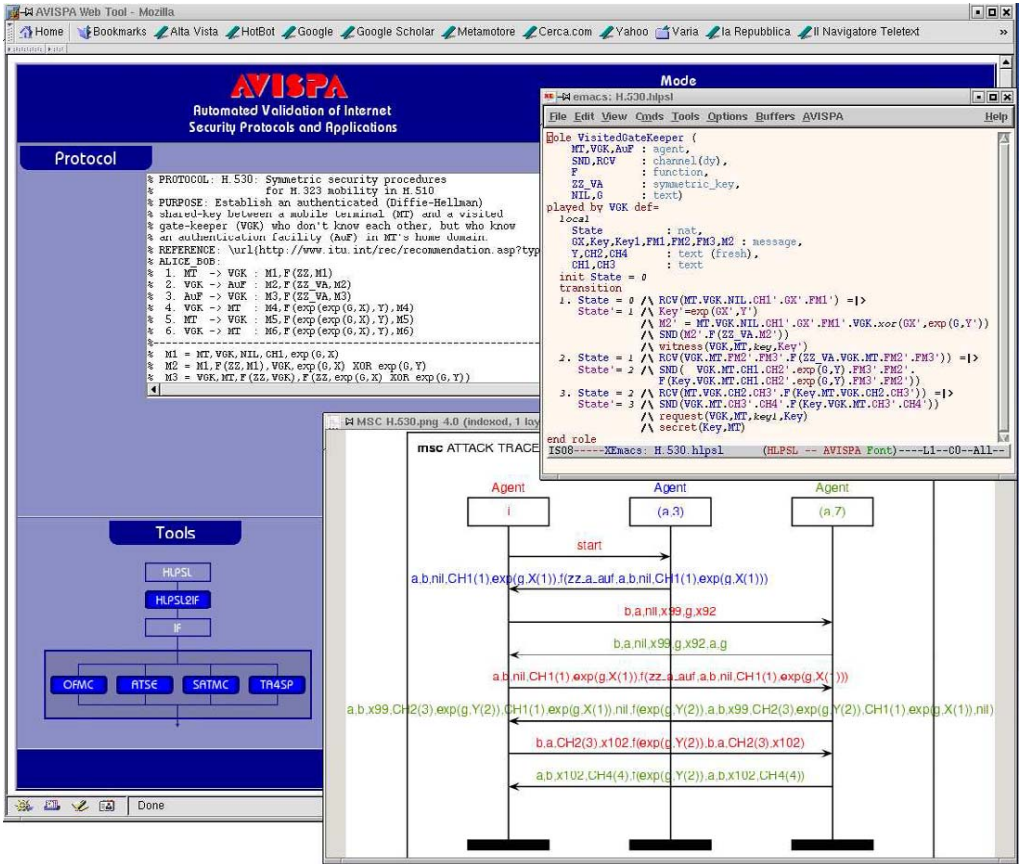 AVISPA Web Tool - Mozilla
Home Bookmarks Alta Vista HotBot Google Google Scholar Metamotore Cerca.com Yahoo Varia la Repubblica Il Navigatore Teletext »
AVISPA
Automated Validation of Internet
Security Protocols and Applications
Mode
Protocol
% PROTOCOL: H.530: Symmetric security procedures
% for H.323 mobility in H.510
% PURPOSE: Establish an authenticated (Diffie-Hellman)
% shared-key between a mobile terminal (MT) and a visited
% gate-keeper (VGK) who don't know each other, but who know
% an authentication facility (AuF) in MT's home domain.
% REFERENCE: \url{http://www.itu.int/rec/recommendation.asp?typ
% ALICE_BOB:
% 1. MT -> VGK : M1,F(ZZ,M1)
% 2. VGK -> AuF : M2,F(ZZ_VA,M2)
% 3. AuF -> VGK : M3,F(ZZ_VA,M3)
% 4. VGK -> MT : M4,F(exp(exp(G,X),Y),M4)
% 5. MT -> VGK : M5,F(exp(exp(G,X),Y),M5)
% 6. VGK -> MT : M6,F(exp(exp(G,X),Y),M6)
%
% M1 = MT,VGK,NIL,CH1,exp(G,X)
% M2 = M1,F(ZZ,M1),VGK,exp(G,X) XOR exp(G,Y)
% M3 = VGK,MT,F(ZZ,VGK),F(ZZ,exp(G,X) XOR exp(G,Y))
Tools
HLPSL
HLPSL2IF
IF
OFMC ATSE SATMC TA4SP
Done
emacs: H.530.hlpsl
File Edit View Cmds Tools Options Buffers AVISPA Help
role VisitedGateKeeper (
MT,VGK,AuF : agent,
SND,RCV : channel(dy),
F : function,
ZZ_VA : symmetric_key,
NIL,G : text)
played by VGK def=
local
State : nat,
GX,Key,Key1,FM1,FM2,FM3,M2 : message,
Y,CH2,CH4 : text (fresh),
CH1,CH3 : text
init State = 0
transition
1. State = 0 /\ RCV(MT.VGK.NIL.CH1'.GX'.FM1') =|>
State'= 1 /\ Key'=exp(GX',Y')
/\ M2' = MT.VGK.NIL.CH1'.GX'.FM1'.VGK.xor(GX',exp(G,Y'))
/\ SND(M2'.F(ZZ_VA.M2'))
/\ witness(VGK,MT,key,Key')
2. State = 1 /\ RCV(VGK.MT.FM2'.FM3'.F(ZZ_VA.VGK.MT.FM2'.FM3')) =|>
State'= 2 /\ SND( VGK.MT.CH1.CH2'.exp(G,Y).FM3'.FM2'.
F(Key.VGK.MT.CH1.CH2'.exp(G,Y).FM3'.FM2'))
3. State = 2 /\ RCV(MT.VGK.CH2.CH3'.F(Key.MT.VGK.CH2.CH3')) =|>
State'= 3 /\ SND(VGK.MT.CH3'.CH4'.F(Key.VGK.MT.CH3'.CH4'))
/\ request(VGK,MT,key1,Key)
/\ secret(Key,MT)
end role
ISO8-----XEmacs: H.530.hlpsl (HLPSL -- AVISPA Font)----L1--C0--All--
MSC H.530.png 4.0 (indexed, 1 lay
msc ATTACK TRACE
Agent Agent Agent
i (a,3) (a,7)
start
a,b,nil,CH1(1),exp(g,X(1)),f(zz_a_auf,a,b,nil,CH1(1),exp(g,X(1)))
b,a,nil,x99,g,x92
b,a,nil,x99,g,x92,a,g
a,b,nil,CH1(1),exp(g,X(1)),f(zz_a_auf,a,b,nil,CH1(1),exp(g,X(1)))
a,b,x99,CH2(3),exp(g,Y(2)),CH1(1),exp(g,X(1)),nil,f(exp(g,Y(2)),a,b,x99,CH2(3),exp(g,Y(2)),CH1(1),exp(g,X(1)),nil)
b,a,CH2(3),x102,f(exp(g,Y(2)),b,a,CH2(3),x102)
a,b,x102,CH4(4),f(exp(g,Y(2)),a,b,x102,CH4(4))